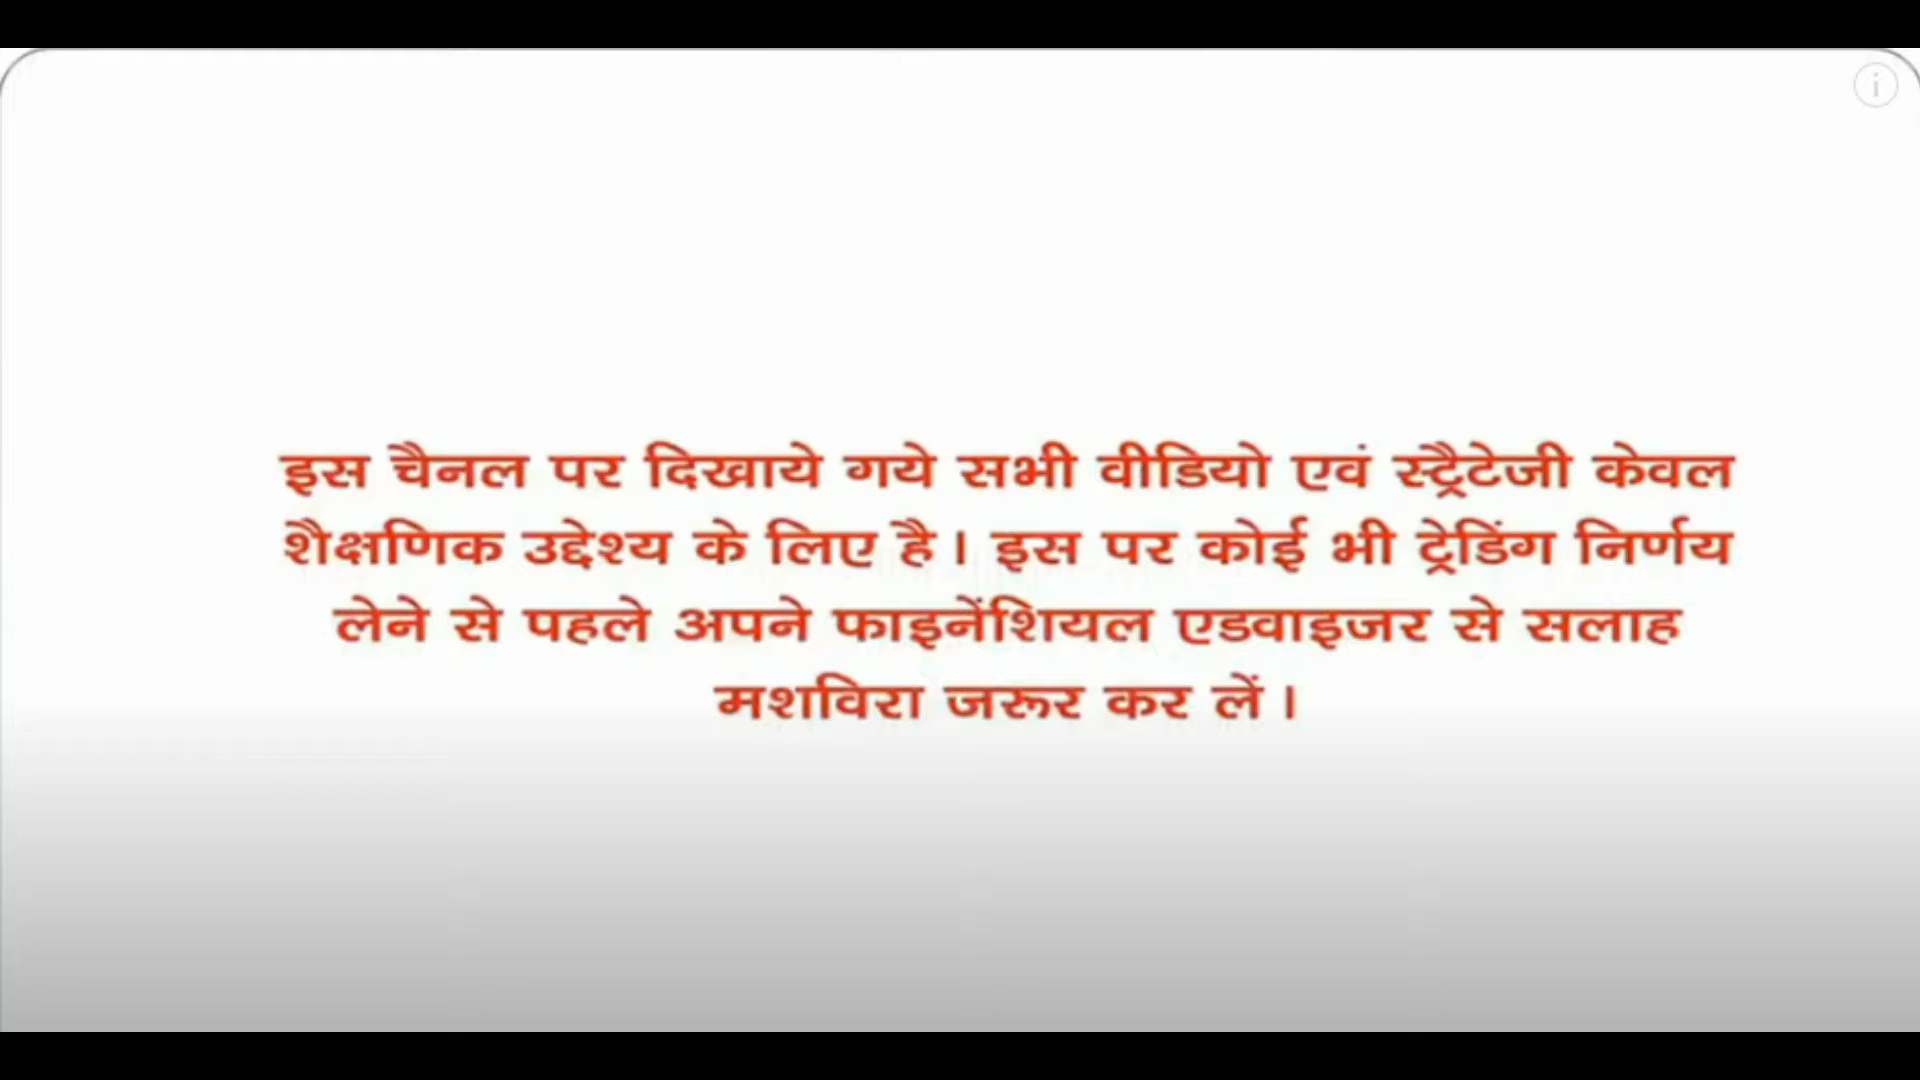 इस चैनल पर दिखाये गये सभी वीडियो एवं स्ट्रैटेजी केवल
शैक्षणिक उद्देश्य के लिए है । इस पर कोई भी ट्रेडिंग निर्णय
लेने से पहले अपने फाइनेंशियल एडवाइजर से सलाह
मशविरा जरूर कर लें ।